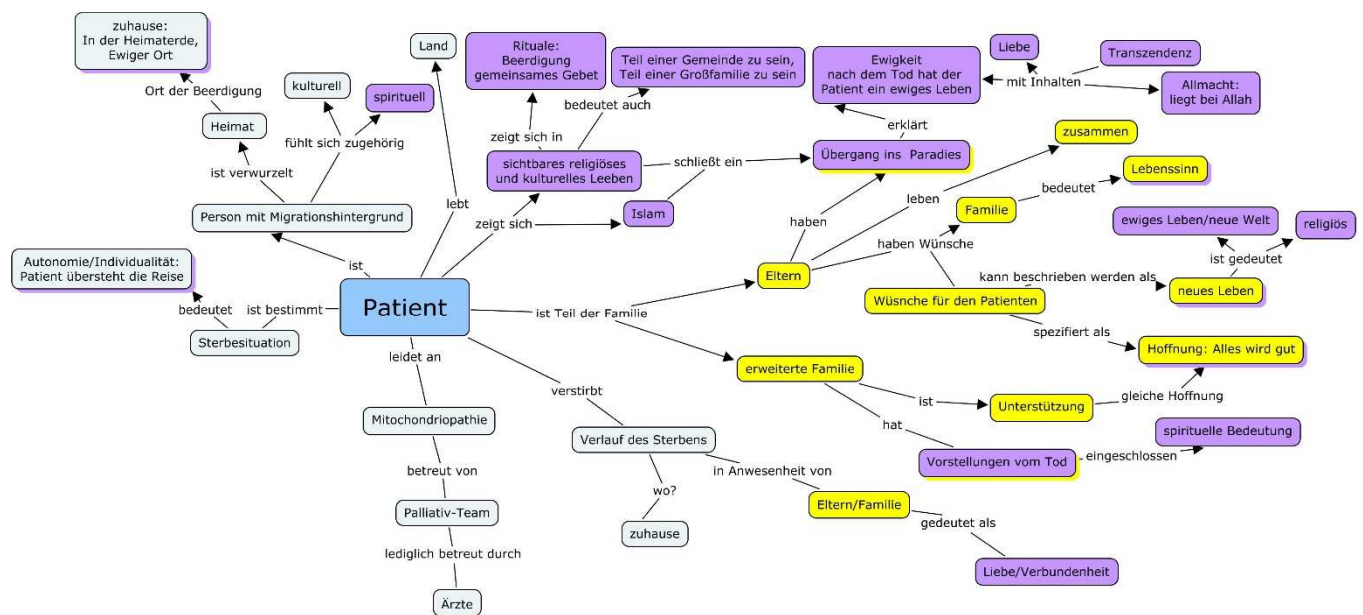 zuhause:
In der Heimaterde,
Ewiger Ort
Land
Rituale:
Beerdigung
gemeinsames Gebet
Teil einer Gemeinde zu sein,
Teil einer Großfamilie zu sein
Ewigkeit
nach dem Tod hat der
Patient ein ewiges Leben
Liebe
Transzendenz
mit Inhalten
Allmacht:
liegt bei Allah
Ort der Beerdigung
kulturell
spirituell
bedeutet auch
Heimat
fühlt sich zugehörig
zeigt sich in
erklärt
zusammen
ist verwurzelt
sichtbares religiöses
und kulturelles Leeben
schließt ein
Übergang ins Paradies
Lebenssinn
lebt
leben
bedeutet
Person mit Migrationshintergrund
zeigt sich
Islam
haben
Familie
ewiges Leben/neue Welt
religiös
haben Wünsche
ist gedeutet
Autonomie/Individualität:
Patient übersteht die Reise
ist
Eltern
kann beschrieben werden als
neues Leben
Wüsnche für den Patienten
bedeutet
ist bestimmt
Patient
ist Teil der Familie
spezifiert als
Sterbesituation
Hoffnung: Alles wird gut
leidet an
erweiterte Familie
verstirbt
ist
Unterstützung
gleiche Hoffnung
Mitochondriopathie
hat
spirituelle Bedeutung
Verlauf des Sterbens
Vorstellungen vom Tod
eingeschlossen
betreut von
in Anwesenheit von
wo?
Palliativ-Team
Eltern/Familie
zuhause
gedeutet als
lediglich betreut durch
Liebe/Verbundenheit
Ärzte